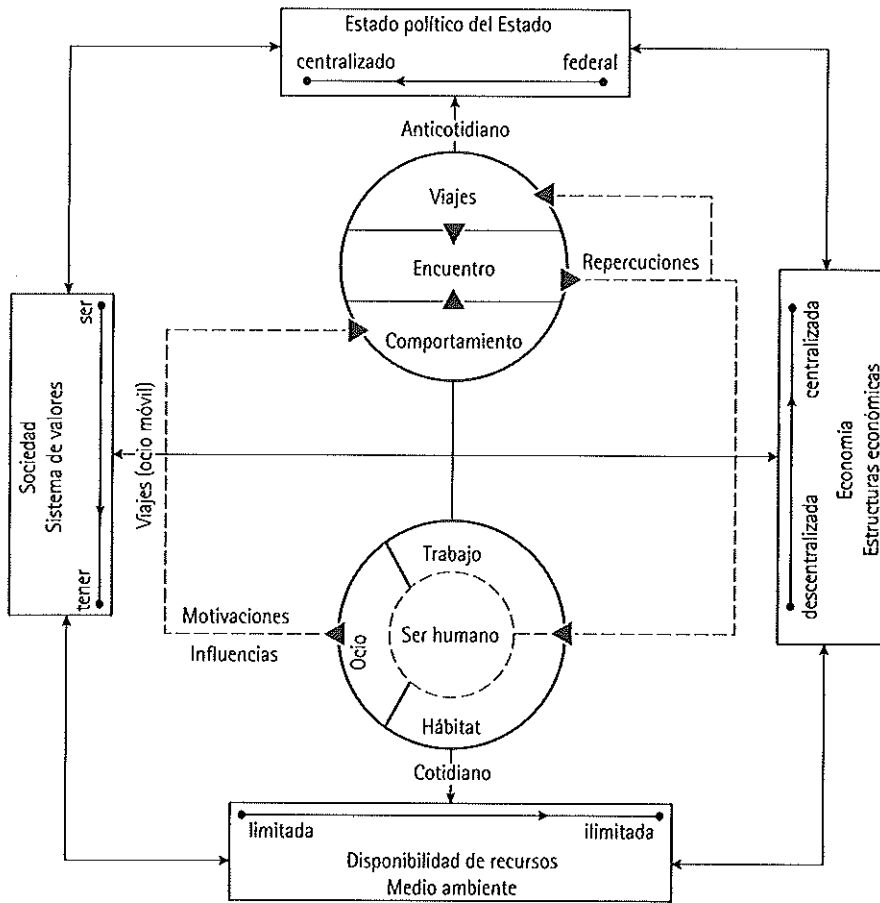 Estado político del Estado
centralizado
federal
Anticotidiano
Viajes
Encuentro
Repercuciones
Comportamiento
ser
tener
Sociedad
Sistema de valores
Viajes (ocio móvil)
centralizada
descentralizada
Economía
Estructuras económicas
Trabajo
Motivaciones
Influencias
Ocio
Ser humano
Hábitat
Cotidiano
limitada
ilimitada
Disponibilidad de recursos
Medio ambiente